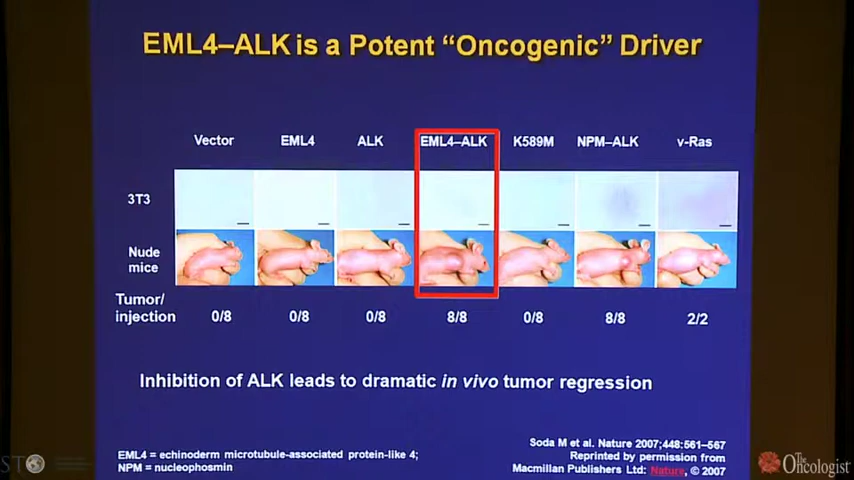 EML4–ALK is a Potent “Oncogenic” Driver
Vector EML4 ALK EML4–ALK K589M NPM–ALK v-Ras
3T3
Nude
mice
Tumor/
injection 0/8 0/8 0/8 8/8 0/8 8/8 2/2
Inhibition of ALK leads to dramatic in vivo tumor regression
EML4 = echinoderm microtubule-associated protein-like 4;
NPM = nucleophosmin
Soda M et al. Nature 2007;448:561–567
Reprinted by permission from
Macmillan Publishers Ltd: Nature, © 2007
ST
The Oncologist